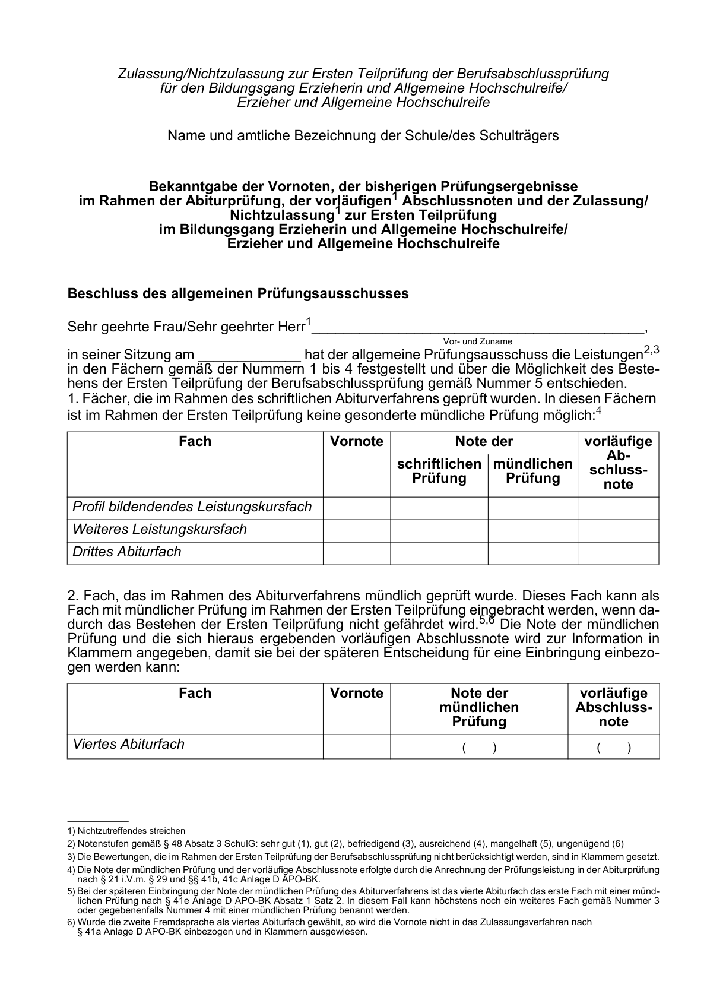 Zulassung/Nichtzulassung zur Ersten Teilprüfung der Berufsabschlussprüfung
für den Bildungsgang Erzieherin und Allgemeine Hochschulreife/
Erzieher und Allgemeine Hochschulreife
Name und amtliche Bezeichnung der Schule/des Schulträgers
Bekanntgabe der Vornoten, der bisherigen Prüfungsergebnisse
im Rahmen der Abiturprüfung, der vorläufigen1 Abschlussnoten und der Zulassung/
Nichtzulassung1 zur Ersten Teilprüfung
im Bildungsgang Erzieherin und Allgemeine Hochschulreife/
Erzieher und Allgemeine Hochschulreife
Beschluss des allgemeinen Prüfungsausschusses
Sehr geehrte Frau/Sehr geehrter Herr1__________________________________________,
Vor- und Zuname
in seiner Sitzung am _____________ hat der allgemeine Prüfungsausschuss die Leistungen2,3
in den Fächern gemäß der Nummern 1 bis 4 festgestellt und über die Möglichkeit des Beste-
hens der Ersten Teilprüfung der Berufsabschlussprüfung gemäß Nummer 5 entschieden.
1. Fächer, die im Rahmen des schriftlichen Abiturverfahrens geprüft wurden. In diesen Fächern
ist im Rahmen der Ersten Teilprüfung keine gesonderte mündliche Prüfung möglich:4
Fach Vornote Note der vorläufige
Ab-
schluss-
note
schriftlichen mündlichen
Prüfung Prüfung
Profil bildendendes Leistungskursfach
Weiteres Leistungskursfach
Drittes Abiturfach
2. Fach, das im Rahmen des Abiturverfahrens mündlich geprüft wurde. Dieses Fach kann als
Fach mit mündlicher Prüfung im Rahmen der Ersten Teilprüfung eingebracht werden, wenn da-
durch das Bestehen der Ersten Teilprüfung nicht gefährdet wird.5,6 Die Note der mündlichen
Prüfung und die sich hieraus ergebenden vorläufigen Abschlussnote wird zur Information in
Klammern angegeben, damit sie bei der späteren Entscheidung für eine Einbringung einbezo-
gen werden kann:
Fach Vornote Note der vorläufige
mündlichen Abschluss-
Prüfung note
Viertes Abiturfach ( ) ( )
1) Nichtzutreffendes streichen
2) Notenstufen gemäß § 48 Absatz 3 SchulG: sehr gut (1), gut (2), befriedigend (3), ausreichend (4), mangelhaft (5), ungenügend (6)
3) Die Bewertungen, die im Rahmen der Ersten Teilprüfung der Berufsabschlussprüfung nicht berücksichtigt werden, sind in Klammern gesetzt.
4) Die Note der mündlichen Prüfung und der vorläufige Abschlussnote erfolgte durch die Anrechnung der Prüfungsleistung in der Abiturprüfung
nach § 21 i.V.m. § 29 und §§ 41b, 41c Anlage D APO-BK.
5) Bei der späteren Einbringung der Note der mündlichen Prüfung des Abiturverfahrens ist das vierte Abiturfach das erste Fach mit einer münd-
lichen Prüfung nach § 41e Anlage D APO-BK Absatz 1 Satz 2. In diesem Fall kann höchstens noch ein weiteres Fach gemäß Nummer 3
oder gegebenenfalls Nummer 4 mit einer mündlichen Prüfung benannt werden.
6) Wurde die zweite Fremdsprache als viertes Abiturfach gewählt, so wird die Vornote nicht in das Zulassungsverfahren nach
§ 41a Anlage D APO-BK einbezogen und in Klammern ausgewiesen.